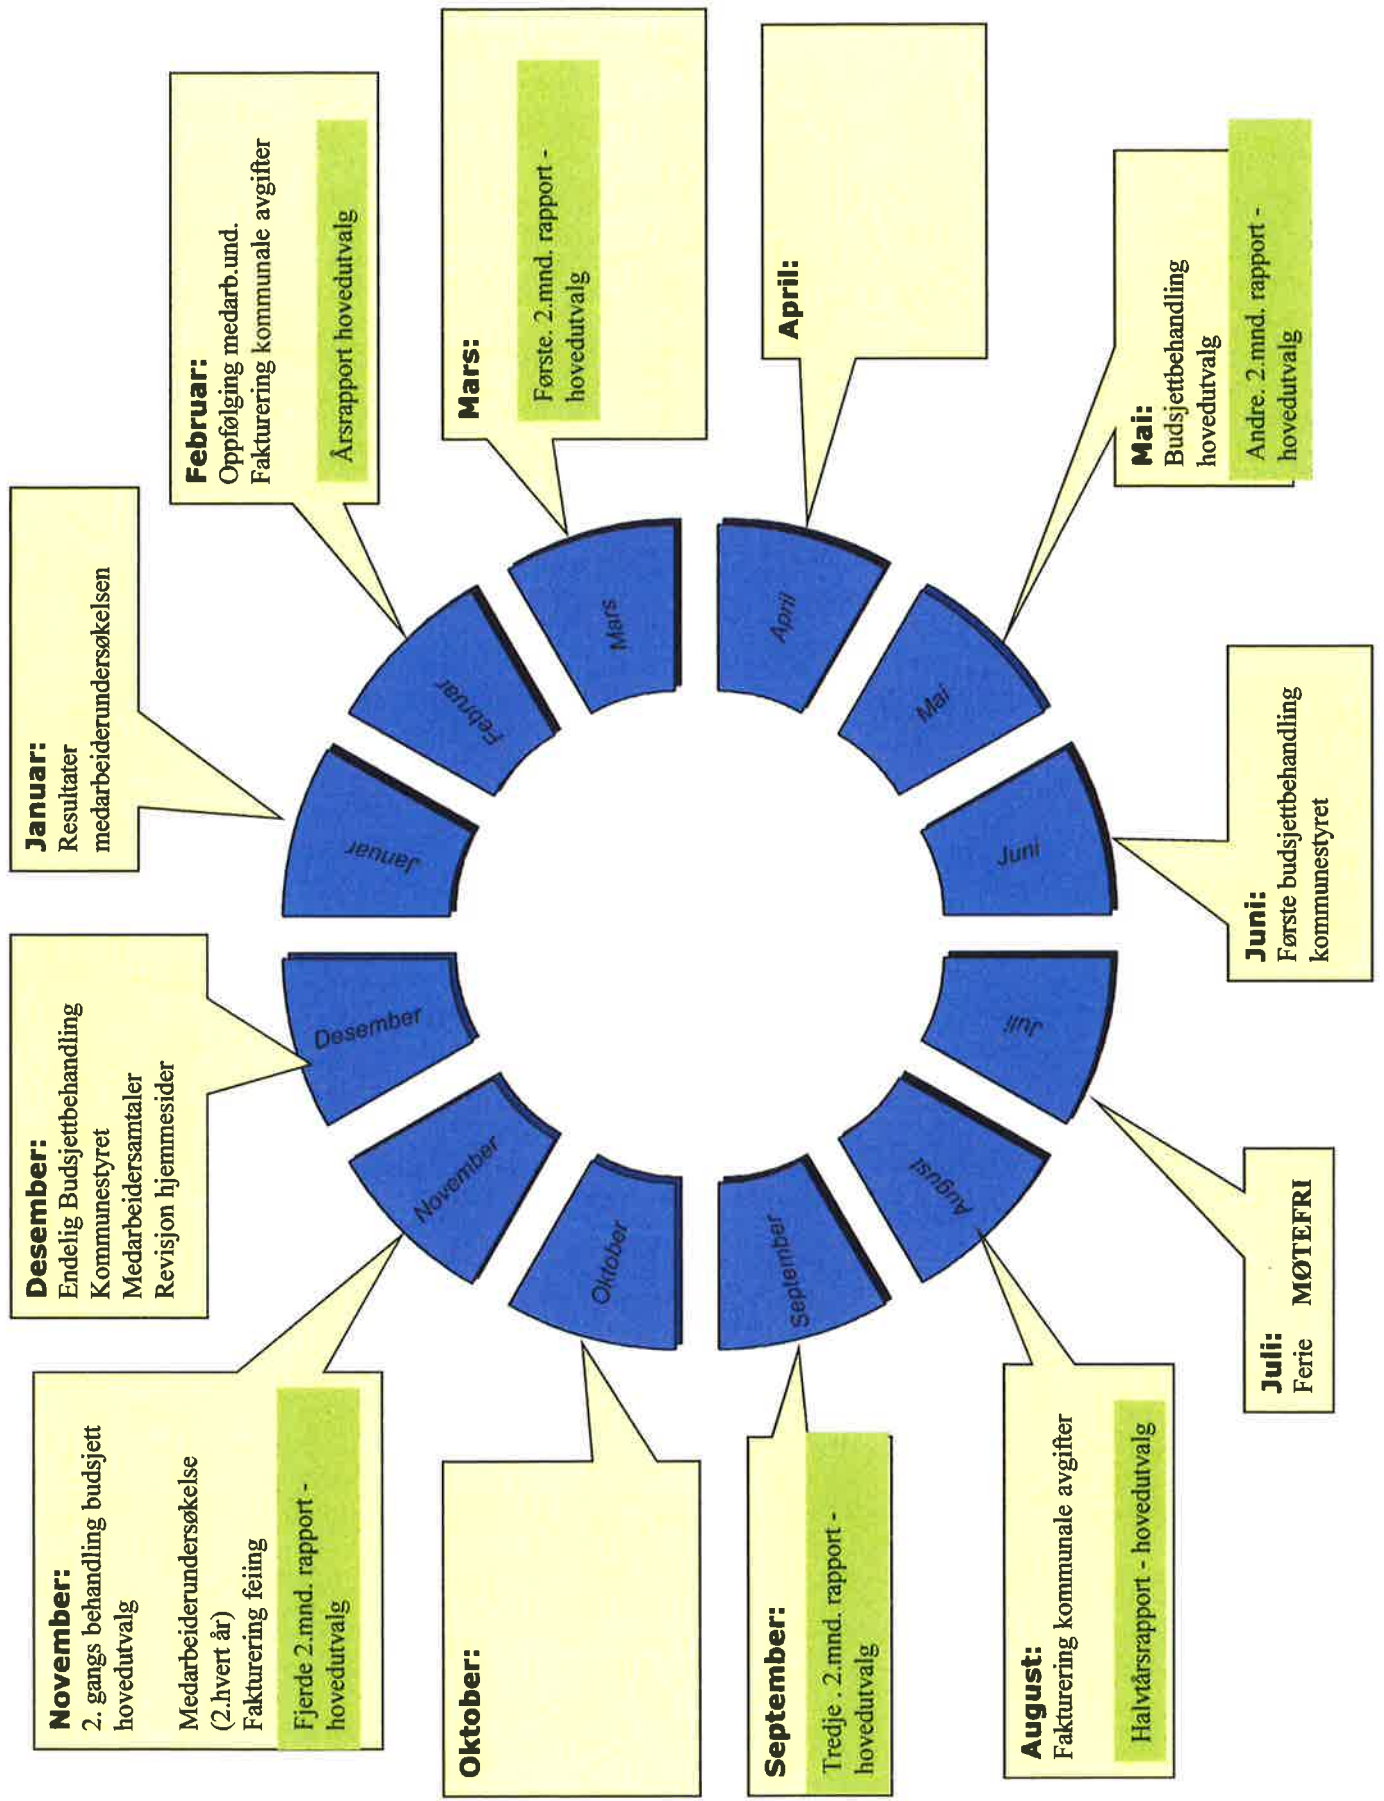 Januar:
Resultater
medarbeiderundersøkelsen
Februar:
Oppfølging medarb.und.
Fakturering kommunale avgifter
Årsrapport hovedutvalg
Mars:
Første. 2.mnd. rapport -
hovedutvalg
April:
Mai:
Budsjettbehandling
hovedutvalg
Andre. 2.mnd. rapport -
hovedutvalg
Juni:
Første budsjettbehandling
kommunestyret
Juli:
Ferie MØTEFRI
August:
Fakturering kommunale avgifter
Halvtårsrapport - hovedutvalg
September:
Tredje . 2.mnd. rapport -
hovedutvalg
Oktober:
November:
2. gangs behandling budsjett
hovedutvalg
Medarbeiderundersøkelse
(2.hvert år)
Fakturering feiing
Fjerde 2.mnd. rapport -
hovedutvalg
Desember:
Endelig Budsjettbehandling
Kommunestyret
Medarbeidersamtaler
Revisjon hjemmesider
Januar
Februar
Mars
April
Mai
Juni
Juli
August
September
Oktober
November
Desember